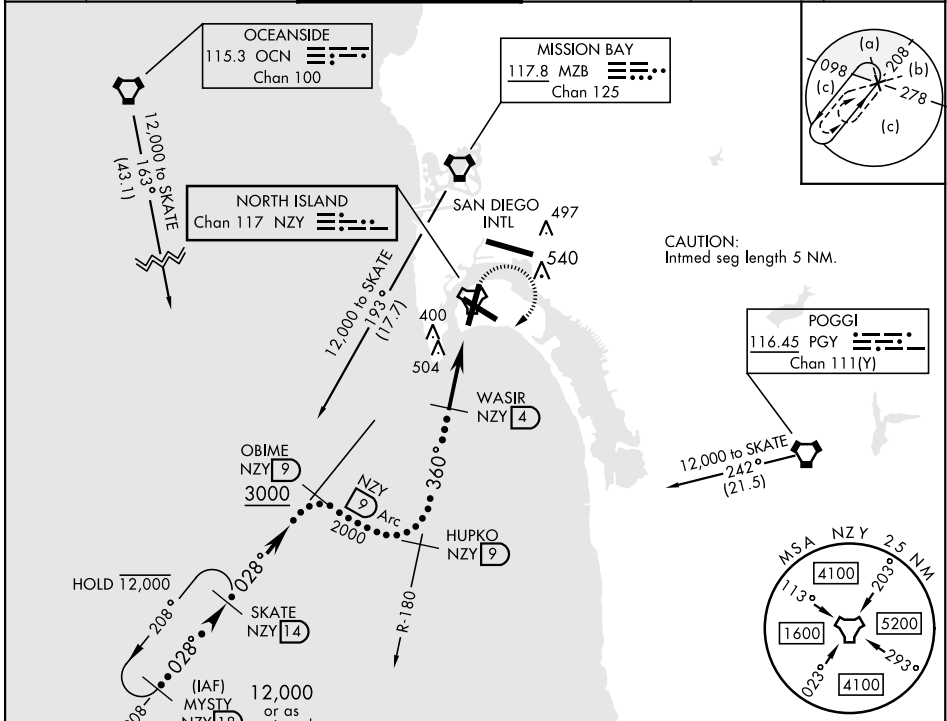 OCEANSIDE
115.3 OCN
Chan 100
12,000 to SKATE
163°
(43.1)
MISSION BAY
117.8 MZB
Chan 125
(a)
208
(b)
098
(c)
278
(c)
NORTH ISLAND
Chan 117 NZY
SAN DIEGO
INTL
497
540
CAUTION:
Intmed seg length 5 NM.
12,000 to SKATE
193°
(17.7)
400
504
POGGI
116.45 PGY
Chan 111(Y)
WASIR
NZY 4
12,000 to SKATE
242°
(21.5)
OBIME
NZY 9
3000
360°
NZY
9 Arc
2000
HUPKO
NZY 9
R-180
HOLD 12,000
208°
028°
SKATE
NZY 14
028°
(IAF)
MYSTY
NZY 18
12,000
or as
MSA NZY 25 NM
113°
4100
203°
1600
5200
023°
4100
293°